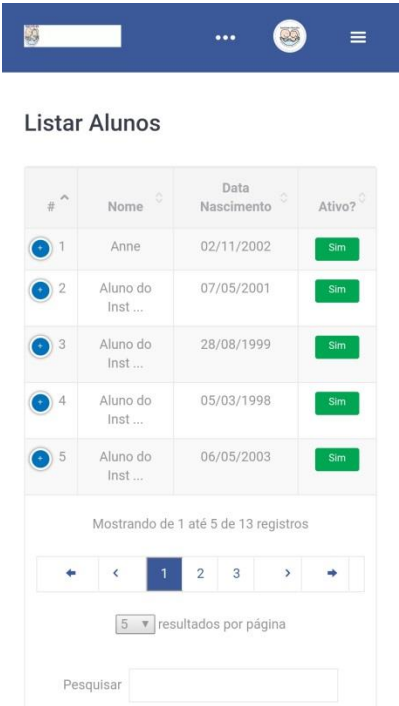 Listar Alunos
# Nome Data Nascimento Ativo?
1 Anne 02/11/2002 Sim
2 Aluno do Inst ... 07/05/2001 Sim
3 Aluno do Inst ... 28/08/1999 Sim
4 Aluno do Inst ... 05/03/1998 Sim
5 Aluno do Inst ... 06/05/2003 Sim
Mostrando de 1 até 5 de 13 registros
1 2 3
5 resultados por página
Pesquisar